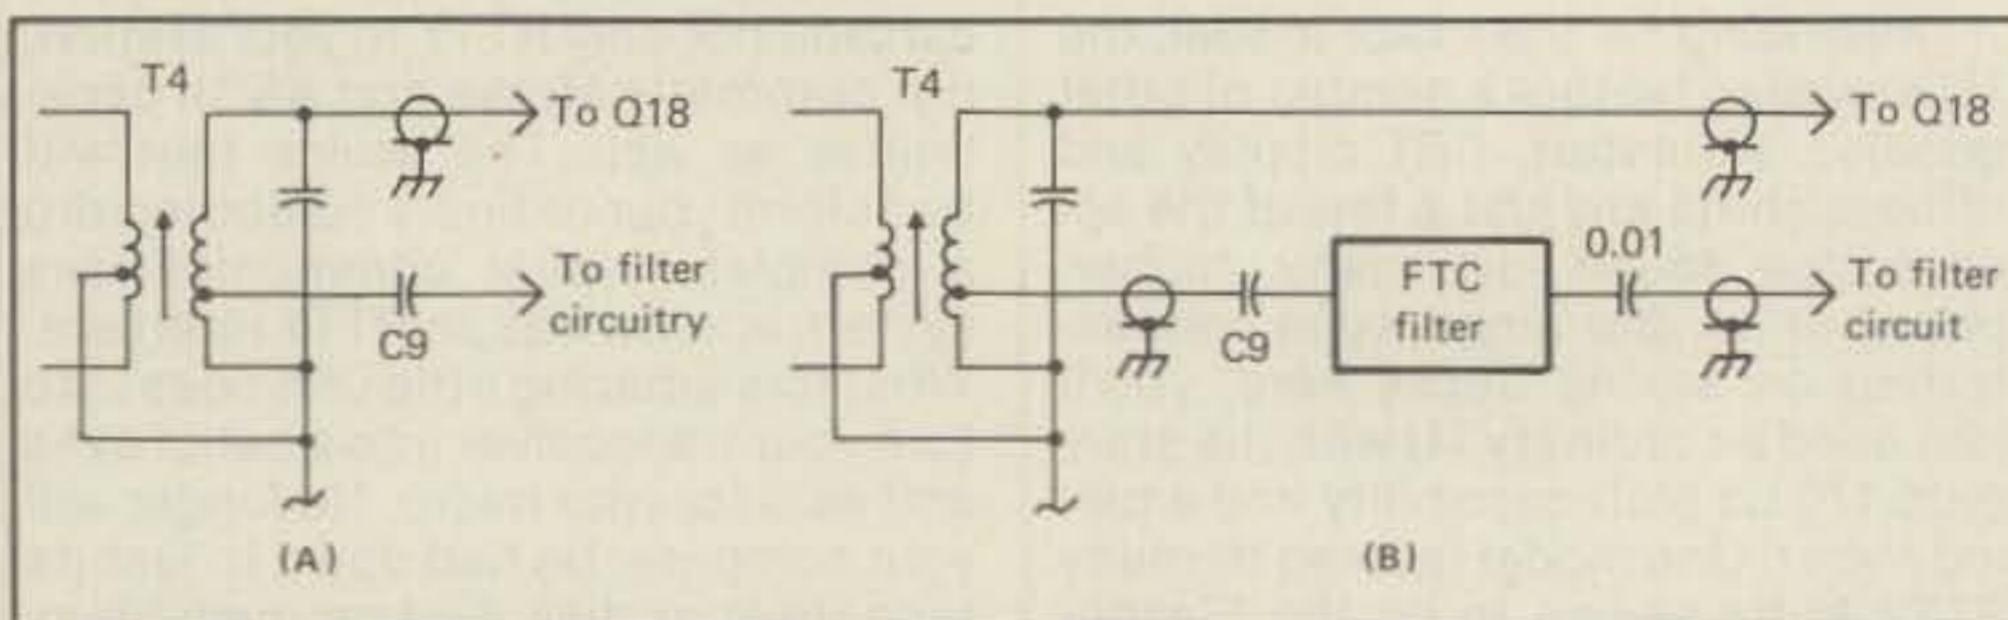 T4
To Q18
To filter
circuitry
C9
(A)
T4
To Q18
0.01
FTC
filter
C9
To filter
circuit
(B)